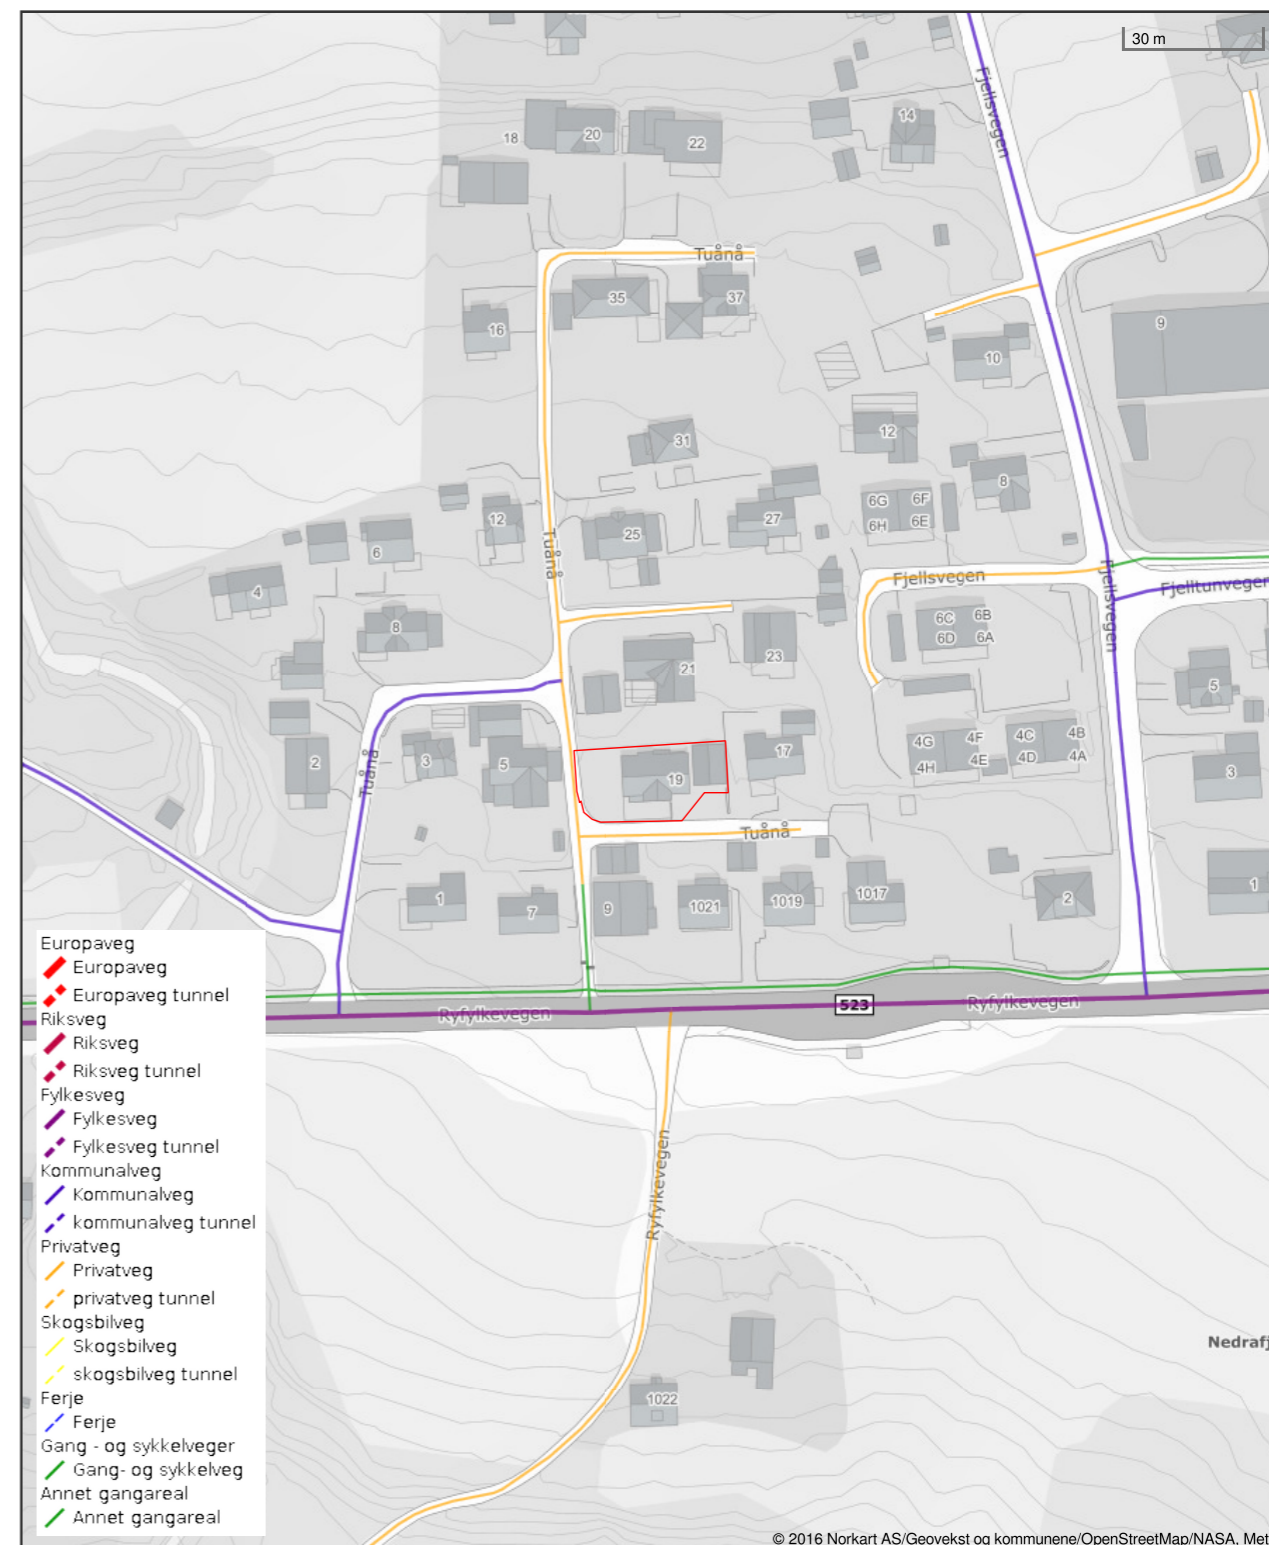 30 m
Fjellsvegen
14
18
20
22
Tuånå
35
37
16
9
10
31
12
8
6G
6F
6H
6E
12
25
27
6
Tuånå
4
Fjellsvegen
Fjellsvegen
Fjelltunvegen
8
6C
6B
6D
6A
21
23
5
2
Tuånå
3
5
19
17
4G
4F
4C
4B
4H
4E
4D
4A
3
Tuånå
1
7
9
1021
1019
1017
2
1
Ryfylkevegen
523
Ryfylkevegen
Ryfylkevegen
1022
Nedrafj
Europaveg
Europaveg
Europaveg tunnel
Riksveg
Riksveg
Riksveg tunnel
Fylkesveg
Fylkesveg
Fylkesveg tunnel
Kommunalveg
Kommunalveg
kommunalveg tunnel
Privatveg
Privatveg
privatveg tunnel
Skogsbilveg
Skogsbilveg
skogsbilveg tunnel
Ferje
Ferje
Gang - og sykkelveger
Gang- og sykkelveg
Annet gangareal
Annet gangareal
© 2016 Norkart AS/Geovekst og kommunene/OpenStreetMap/NASA, Met